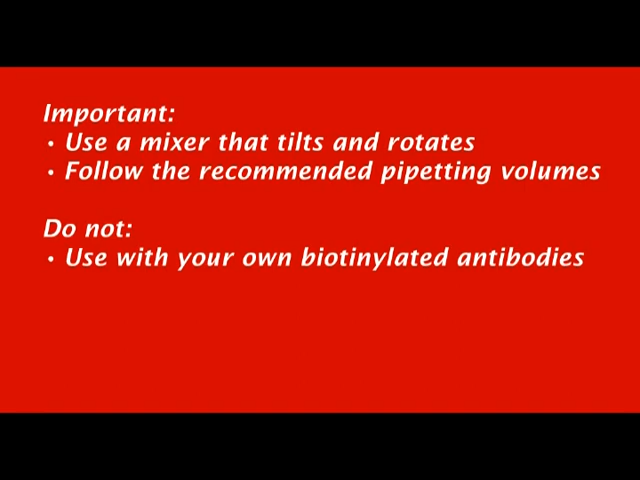 Important:
• Use a mixer that tilts and rotates
• Follow the recommended pipetting volumes
Do not:
• Use with your own biotinylated antibodies